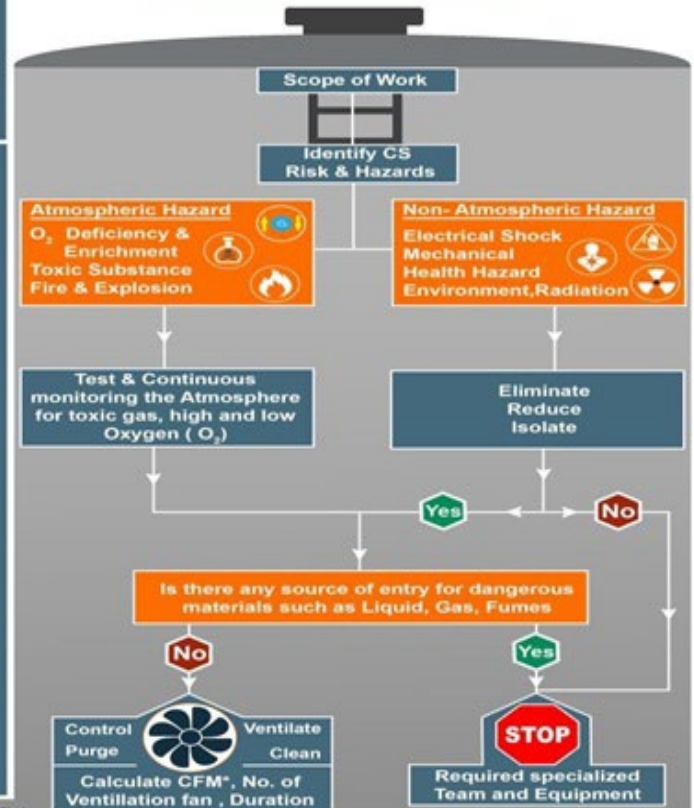 Scope of Work
Identify CS
Risk & Hazards
Atmospheric Hazard
O₂ Deficiency &
Enrichment
Toxic Substance
Fire & Explosion
Non- Atmospheric Hazard
Electrical Shock
Mechanical
Health Hazard
Environment,Radiation
Test & Continuous
monitoring the Atmosphere
for toxic gas, high and low
Oxygen ( O₂)
Eliminate
Reduce
Isolate
Yes
No
Is there any source of entry for dangerous
materials such as Liquid, Gas, Fumes
No
Yes
Control
Ventilate
Purge
Clean
Calculate CFM*, No. of
Ventillation fan , Duration
STOP
Required specialized
Team and Equipment